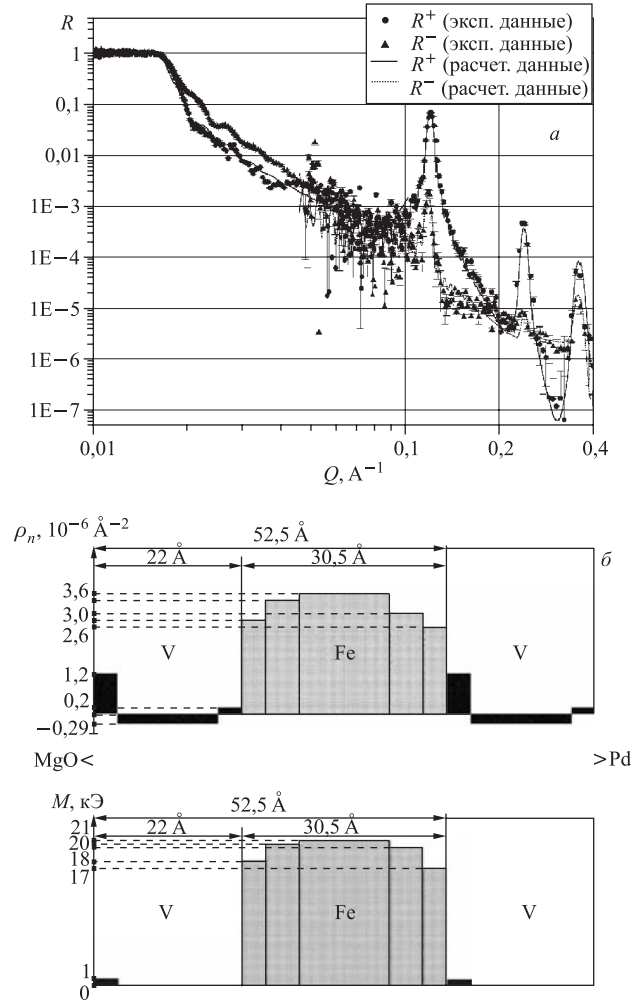 R
R⁺ (эксп. данные)
R⁻ (эксп. данные)
R⁺ (расчет. данные)
R⁻ (расчет. данные)
а
1
0,1
0,01
1E−3
1E−4
1E−5
1E−6
1E−7
0,01
0,1
0,4
Q, А⁻¹
ρₙ, 10⁻⁶ Å⁻²
52,5 Å
22 Å
30,5 Å
б
3,6
3,0
2,6
1,2
0,2
−0,29
V
Fe
V
MgO<
>Pd
M, кЭ
52,5 Å
22 Å
30,5 Å
21
20
18
17
1
0
V
Fe
V